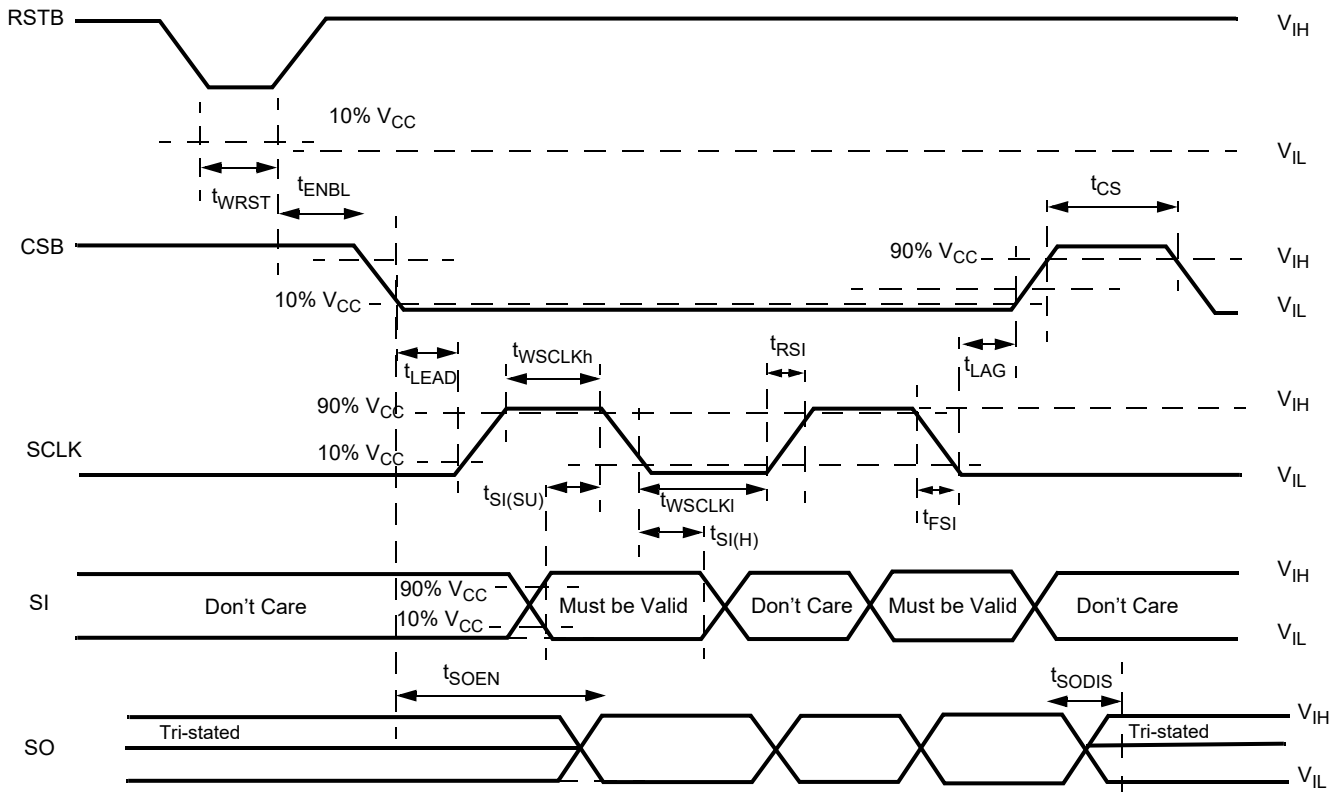 RSTB
V_IH
10% V_CC
V_IL
t_WRST
t_ENBL
t_CS
CSB
90% V_CC
V_IH
10% V_CC
V_IL
t_LEAD
t_WSCLKh
t_RSI
t_LAG
90% V_CC
V_IH
SCLK
10% V_CC
V_IL
t_SI(SU)
t_WSCLKl
t_SI(H)
t_FSI
SI
Don't Care
90% V_CC
10% V_CC
Must be Valid
Don't Care
Must be Valid
Don't Care
V_IH
V_IL
t_SOEN
t_SODIS
SO
Tri-stated
Tri-stated
V_IH
V_IL